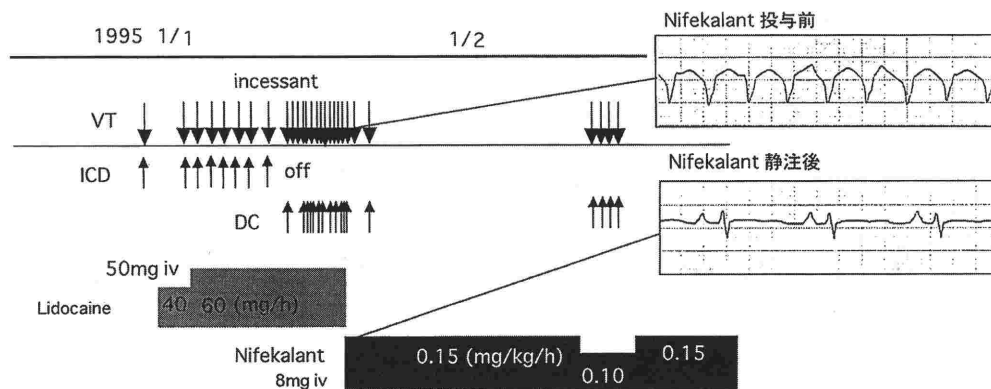 Nifekalant 投与前
1995 1/1
1/2
incessant
VT
ICD
off
DC
Nifekalant 静注後
50mg iv
Lidocaine
40 60 (mg/h)
Nifekalant
8mg iv
0.15 (mg/kg/h)
0.10
0.15